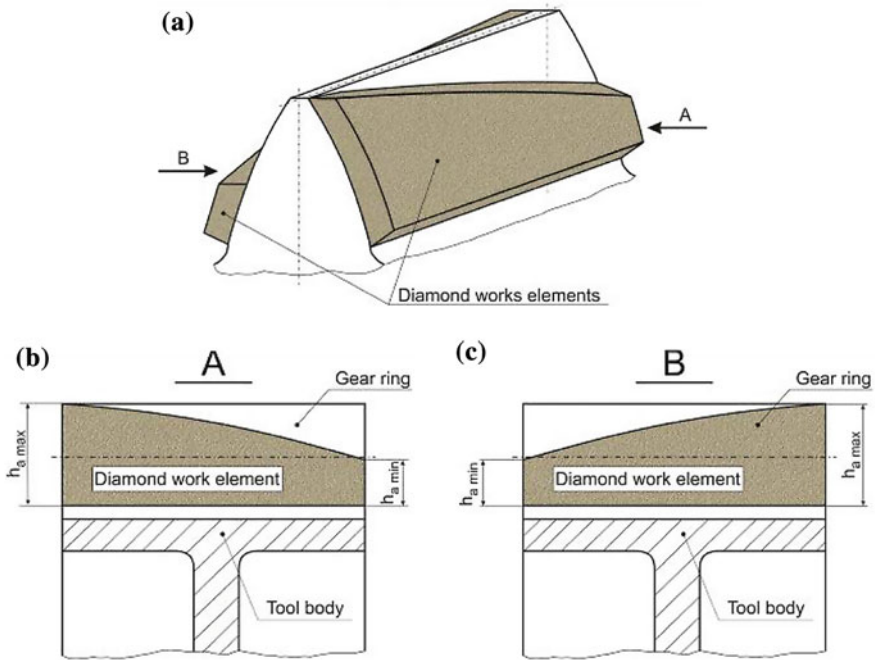 (a)
A
B
Diamond works elements
(b)
A
Gear ring
h a max
Diamond work element
h a min
Tool body
(c)
B
Gear ring
h a min
Diamond work element
h a max
Tool body